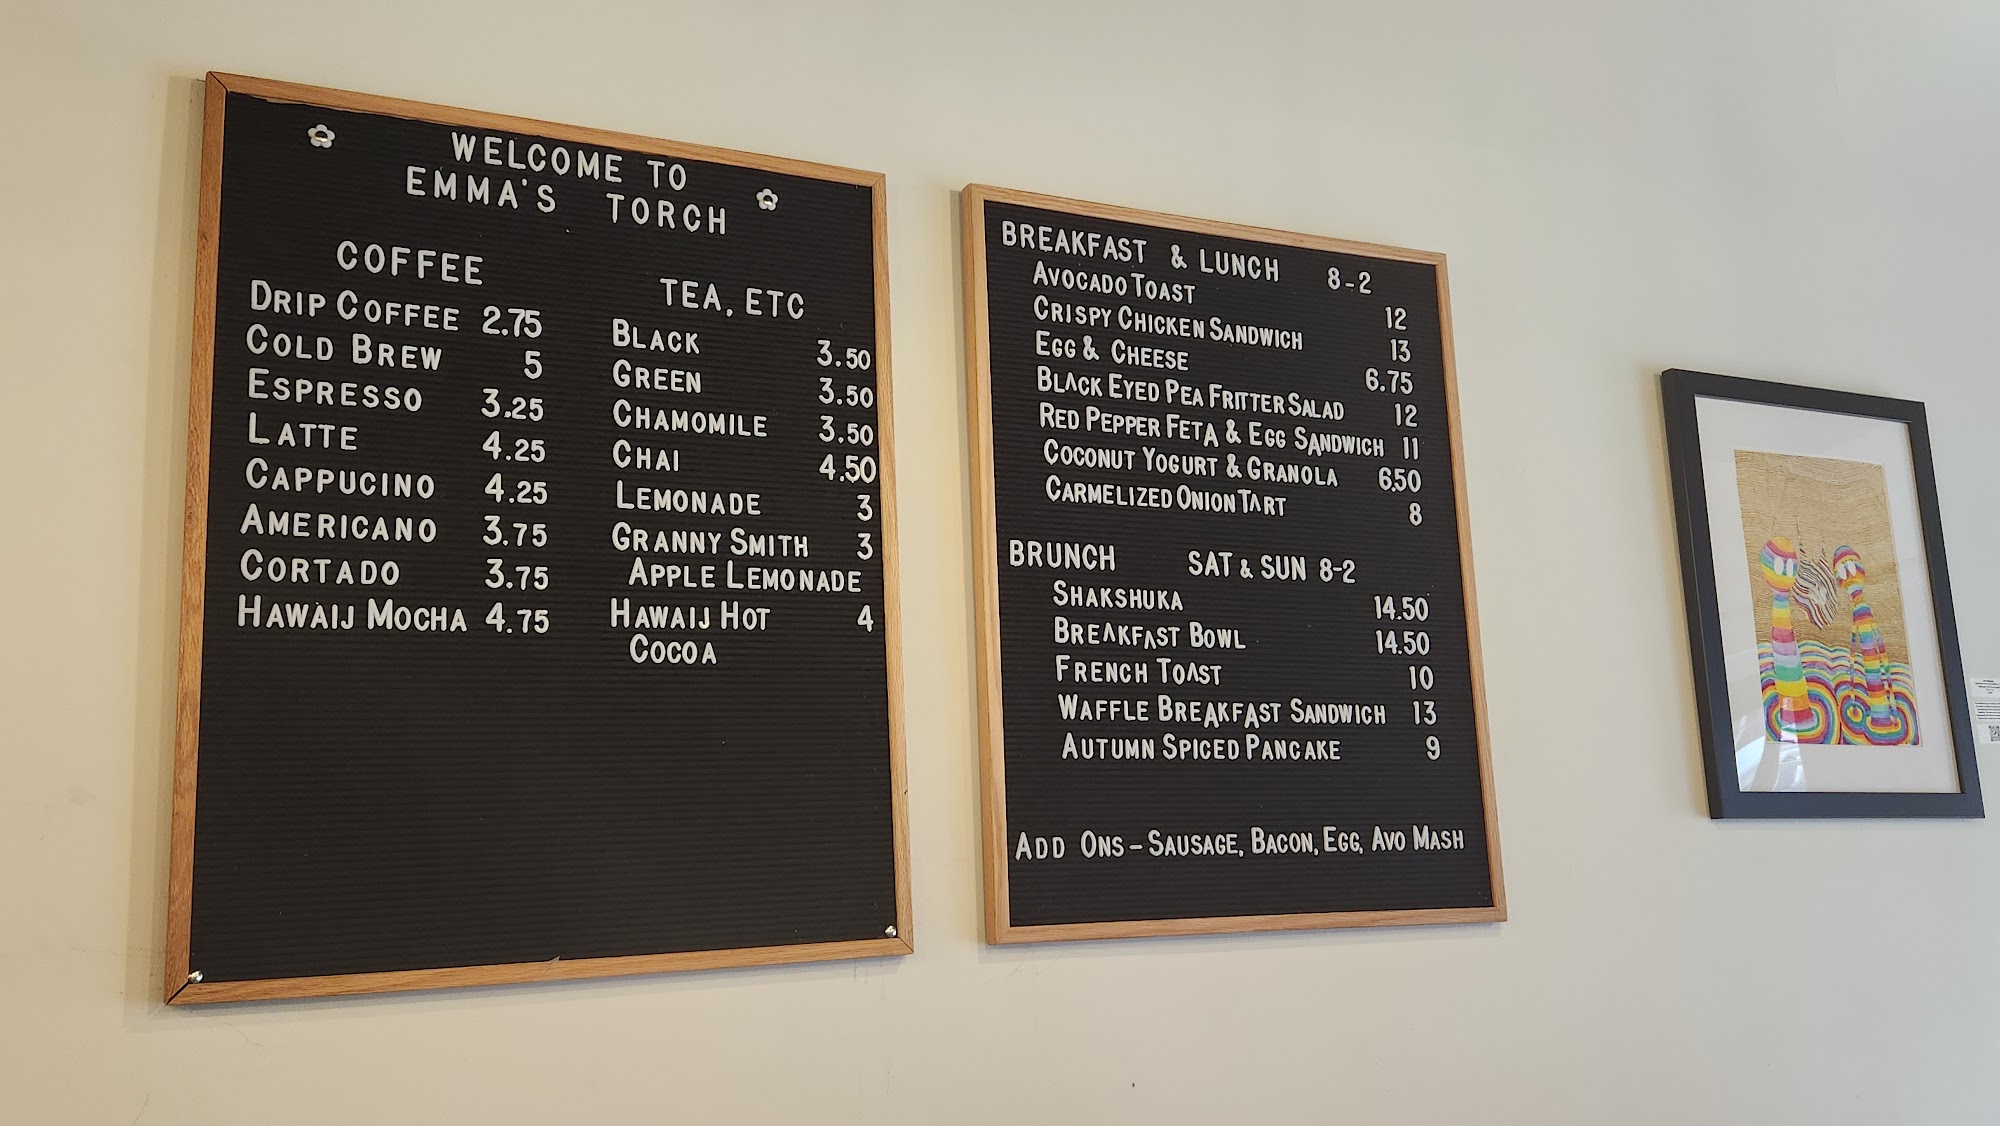 WELCOME TO
EMMA'S TORCH
COFFEE
DRIP COFFEE 2.75
COLD BREW 5
ESPRESSO 3.25
LATTE 4.25
CAPPUCINO 4.25
AMERICANO 3.75
CORTADO 3.75
HAWAIJ MOCHA 4.75
TEA, ETC
BLACK 3.50
GREEN 3.50
CHAMOMILE 3.50
CHAI 4.50
LEMONADE 3
GRANNY SMITH 3
APPLE LEMONADE
HAWAIJ HOT 4
COCOA
BREAKFAST & LUNCH 8-2
AVOCADO TOAST 12
CRISPY CHICKEN SANDWICH 13
EGG & CHEESE 6.75
BLACK EYED PEA FRITTER SALAD 12
RED PEPPER FETA & EGG SANDWICH 11
COCONUT YOGURT & GRANOLA 6.50
CARMELIZED ONION TART 8
BRUNCH SAT & SUN 8-2
SHAKSHUKA 14.50
BREAKFAST BOWL 14.50
FRENCH TOAST 10
WAFFLE BREAKFAST SANDWICH 13
AUTUMN SPICED PANCAKE 9
ADD ONS - SAUSAGE, BACON, EGG, AVO MASH